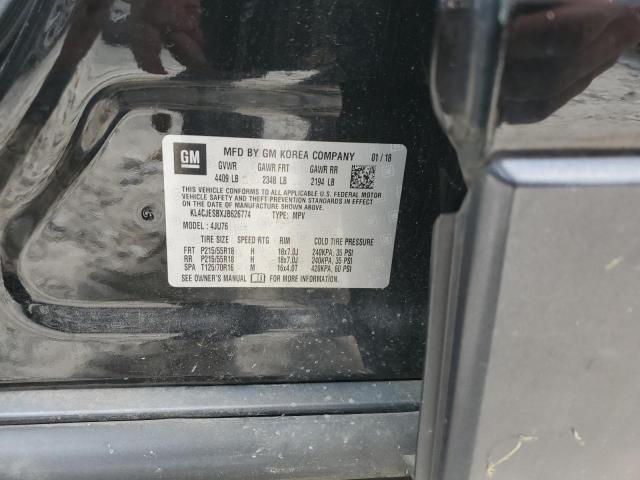 GM MFD BY GM KOREA COMPANY 01 / 18
GVWR GAWR FRT GAWR RR
4409 LB 2348 LB 2194 LB
THIS VEHICLE CONFORMS TO ALL APPLICABLE U.S. FEDERAL MOTOR
VEHICLE SAFETY AND THEFT PREVENTION STANDARDS IN EFFECT ON
THE DATE OF MANUFACTURE SHOWN ABOVE.
KL4CJESBXJB626774 TYPE: MPV
MODEL : 4JU76
TIRE SIZE SPEED RTG RIM COLD TIRE PRESSURE
FRT P215/55R18 H 18x7.0J 240KPA, 35 PSI
RR P215/55R18 H 18x7.0J 240KPA, 35 PSI
SPA T125/70R16 M 16x4.0T 420KPA, 60 PSI
SEE OWNER'S MANUAL FOR MORE INFORMATION.